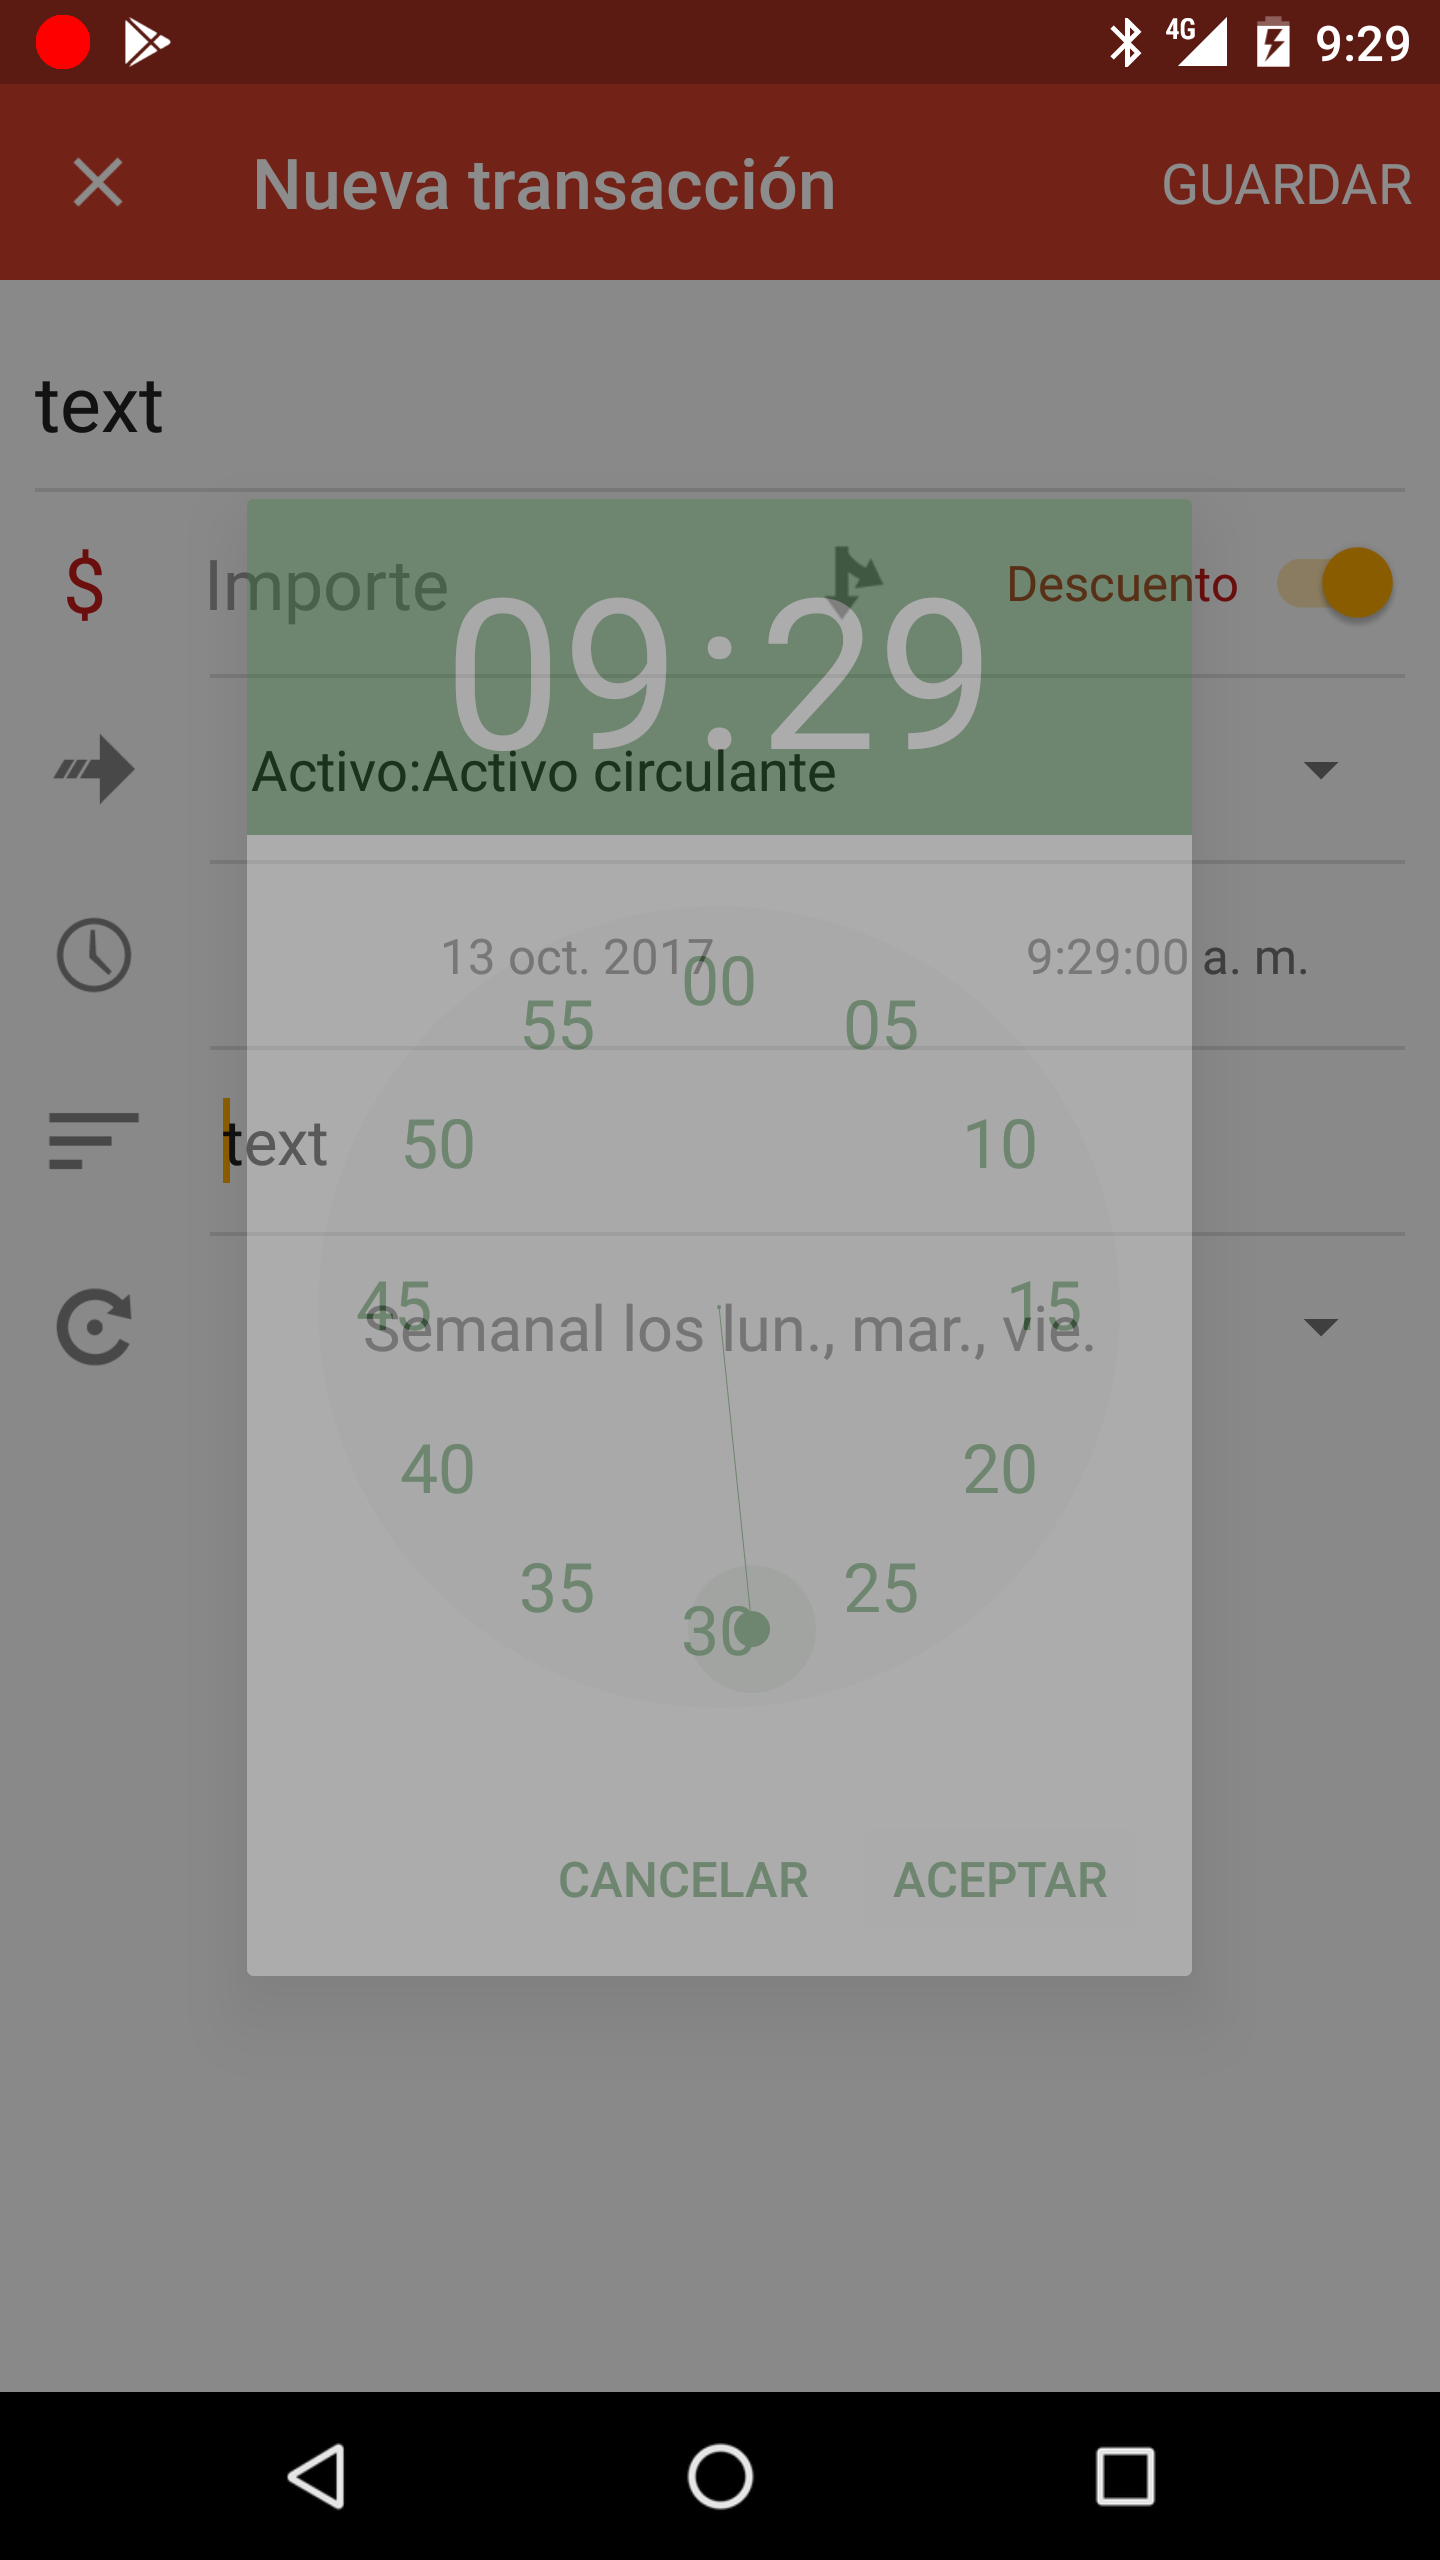 4G 9:29
Nueva transacción GUARDAR
text
Importe Descuento
09:29
Activo:Activo circulante
13 oct. 2017 9:29:00 a. m.
00
55 05
text 50 10
45 15
Semanal los lun., mar., vie.
40 20
35 25
30
CANCELAR ACEPTAR